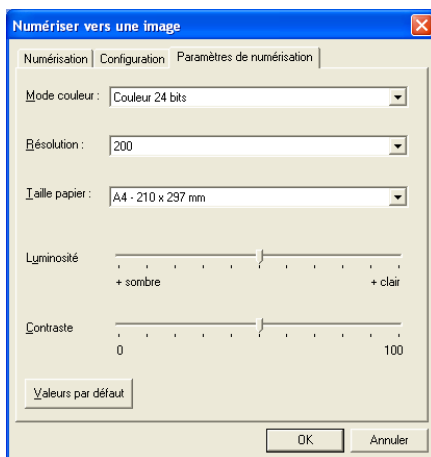 Numériser vers une image
Numérisation Configuration Paramètres de numérisation
Mode couleur : Couleur 24 bits
Résolution : 200
Taille papier : A4 - 210 x 297 mm
Luminosité
+ sombre + clair
Contraste
0 100
Valeurs par défaut
OK Annuler